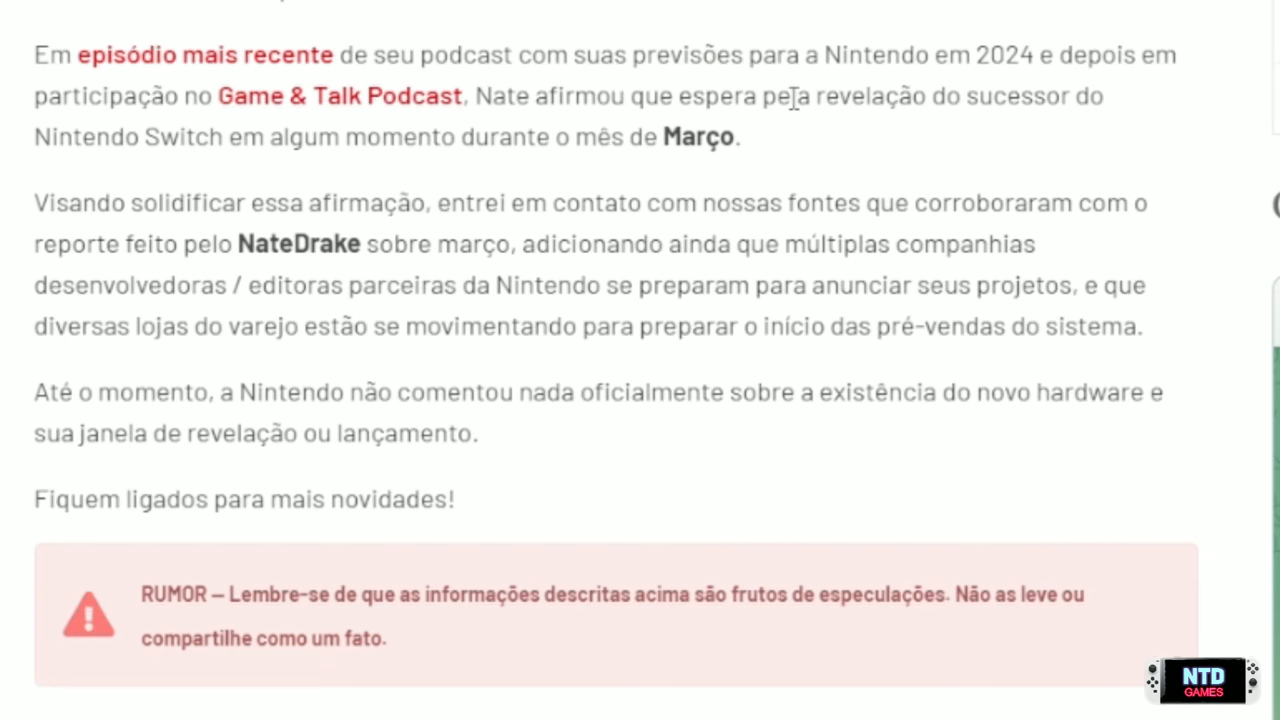 Em episódio mais recente de seu podcast com suas previsões para a Nintendo em 2024 e depois em
participação no Game & Talk Podcast, Nate afirmou que espera pela revelação do sucessor do
Nintendo Switch em algum momento durante o mês de Março.
Visando solidificar essa afirmação, entrei em contato com nossas fontes que corroboraram com o
reporte feito pelo NateDrake sobre março, adicionando ainda que múltiplas companhias
desenvolvedoras / editoras parceiras da Nintendo se preparam para anunciar seus projetos, e que
diversas lojas do varejo estão se movimentando para preparar o início das pré-vendas do sistema.
Até o momento, a Nintendo não comentou nada oficialmente sobre a existência do novo hardware e
sua janela de revelação ou lançamento.
Fiquem ligados para mais novidades!
RUMOR – Lembre-se de que as informações descritas acima são frutos de especulações. Não as leve ou
compartilhe como um fato.
NTD
GAMES